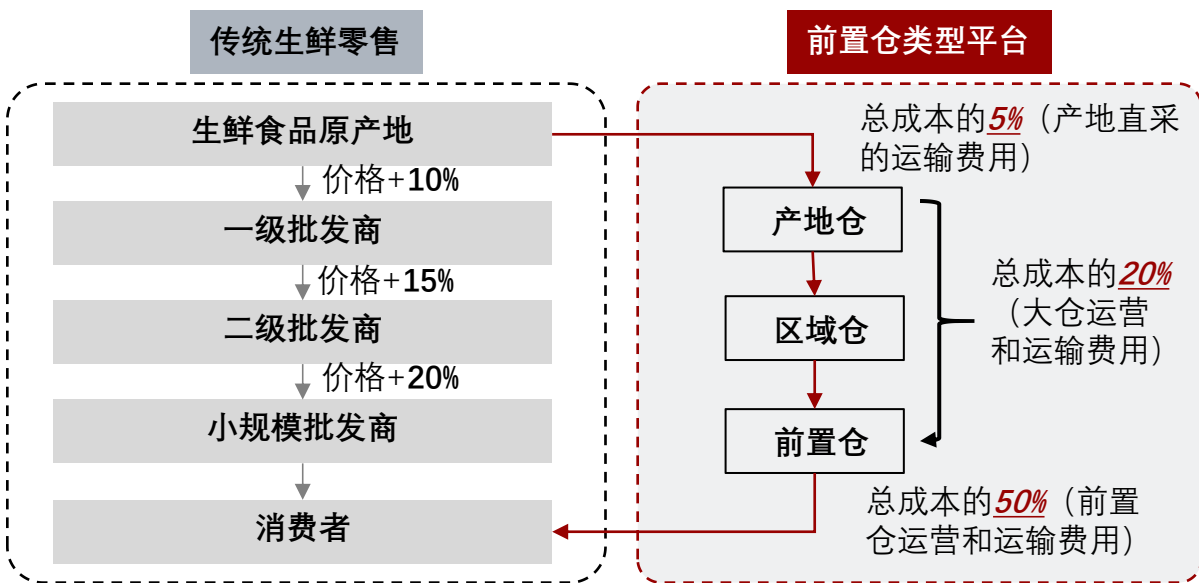 传统生鲜零售
生鲜食品原产地
价格+10%
一级批发商
价格+15%
二级批发商
价格+20%
小规模批发商
消费者
前置仓类型平台
总成本的5%（产地直采
的运输费用）
产地仓
区域仓
前置仓
总成本的20%
（大仓运营
和运输费用）
总成本的50%（前置
仓运营和运输费用）